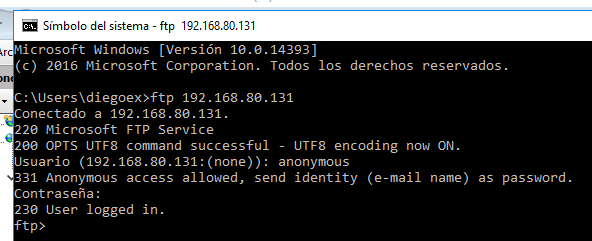 Símbolo del sistema - ftp 192.168.80.131
Microsoft Windows [Versión 10.0.14393]
(c) 2016 Microsoft Corporation. Todos los derechos reservados.
C:\Users\diegoex>ftp 192.168.80.131
Conectado a 192.168.80.131.
220 Microsoft FTP Service
200 OPTS UTF8 command successful - UTF8 encoding now ON.
Usuario (192.168.80.131:(none)): anonymous
331 Anonymous access allowed, send identity (e-mail name) as password.
Contraseña:
230 User logged in.
ftp>